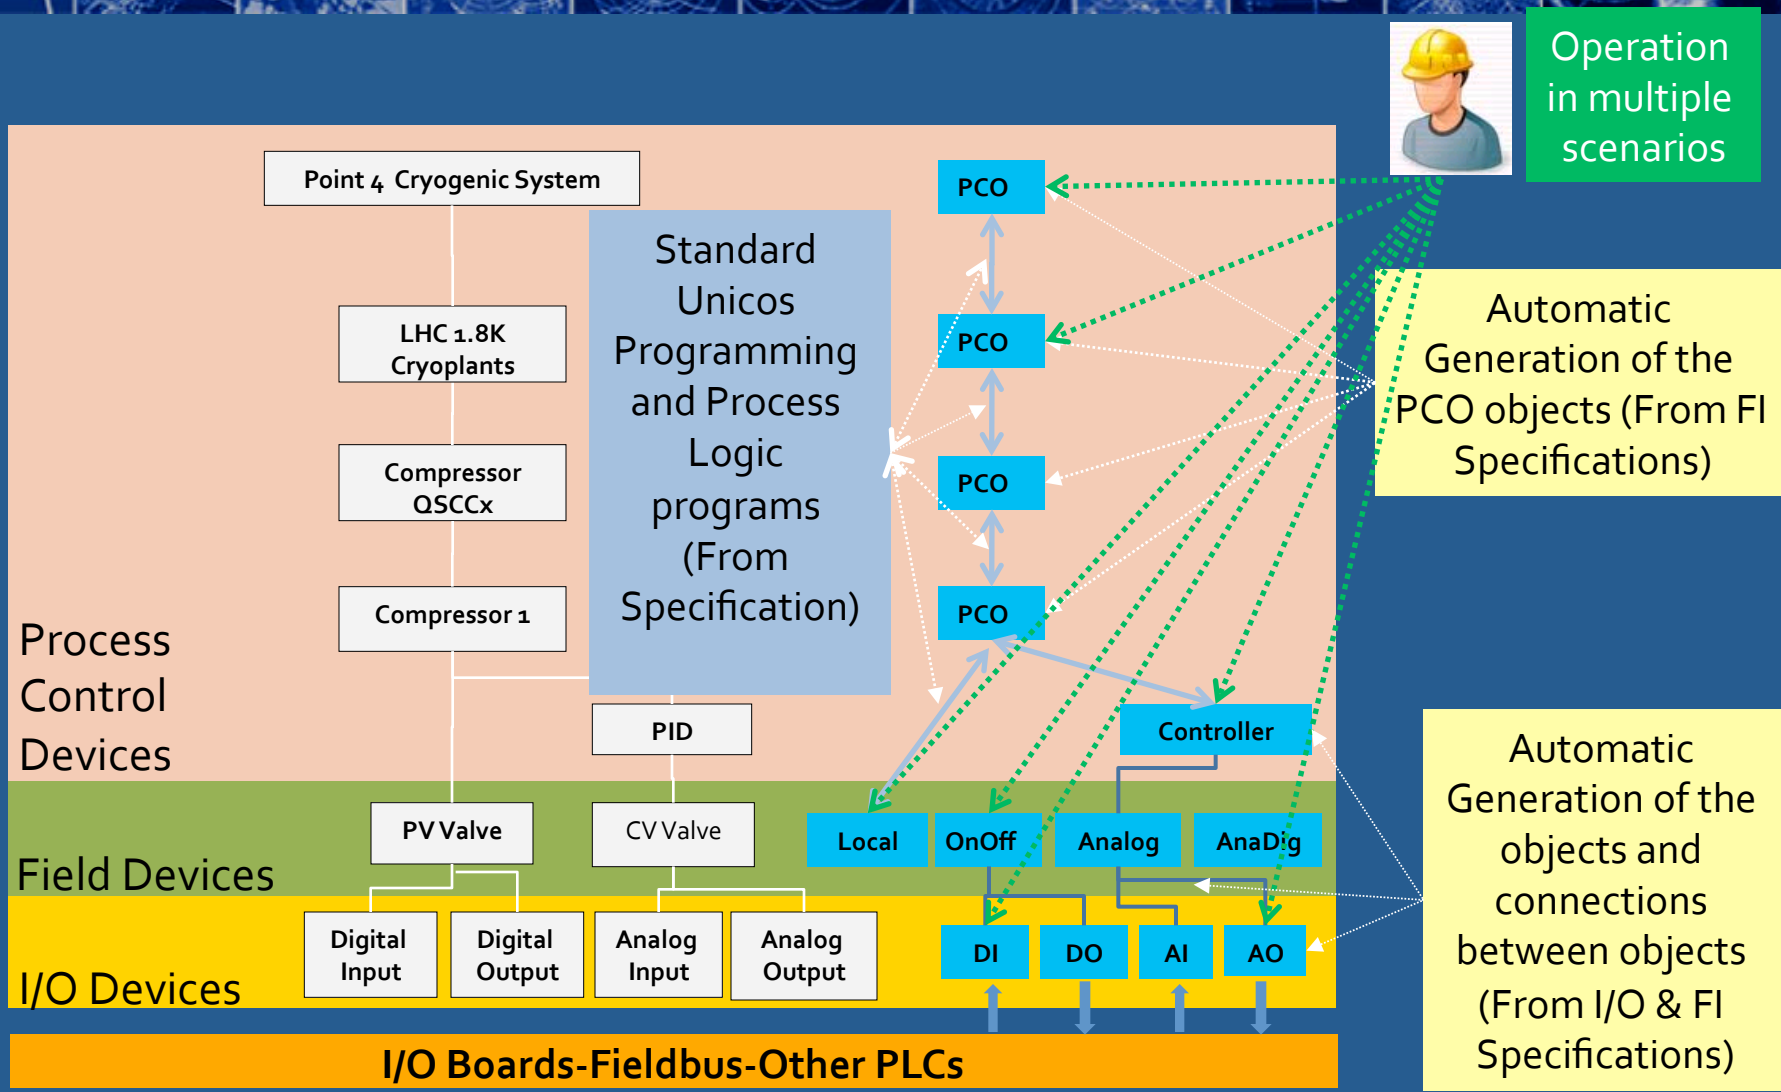 Operation
in multiple
scenarios
Point 4 Cryogenic System
PCO
Standard
Unicos
Programming
and Process
Logic
programs
(From
Specification)
LHC 1.8K
Cryoplants
PCO
Automatic
Generation of the
PCO objects (From FI
Specifications)
Compressor
QSCCx
PCO
Compressor 1
PCO
Process
Control
Devices
PID
Controller
Automatic
Generation of the
objects and
connections
between objects
(From I/O & FI
Specifications)
Field Devices
PV Valve
CV Valve
Local
OnOff
Analog
AnaDig
I/O Devices
Digital
Input
Digital
Output
Analog
Input
Analog
Output
DI
DO
AI
AO
I/O Boards-Fieldbus-Other PLCs